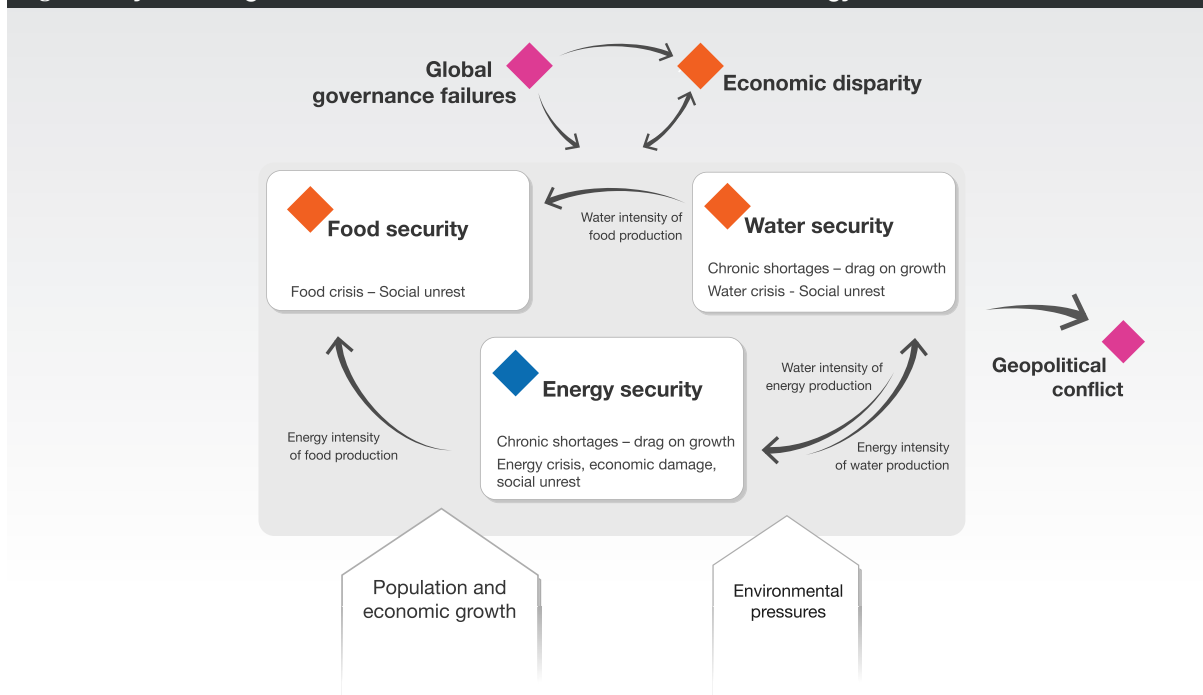 Global
governance failures
Economic disparity
Food security
Food crisis – Social unrest
Water intensity of
food production
Water security
Chronic shortages – drag on growth
Water crisis - Social unrest
Geopolitical
conflict
Energy security
Chronic shortages – drag on growth
Energy crisis, economic damage,
social unrest
Water intensity of
energy production
Energy intensity
of food production
Energy intensity
of water production
Population and
economic growth
Environmental
pressures